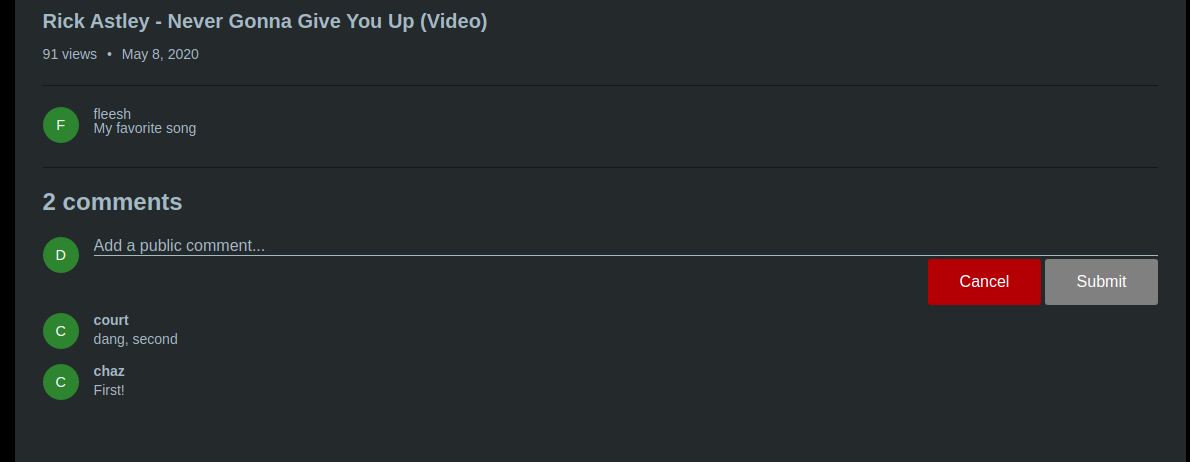 Rick Astley - Never Gonna Give You Up (Video)
91 views • May 8, 2020
F
fleesh
My favorite song
2 comments
D
Add a public comment...
Cancel Submit
C
court
dang, second
C
chaz
First!